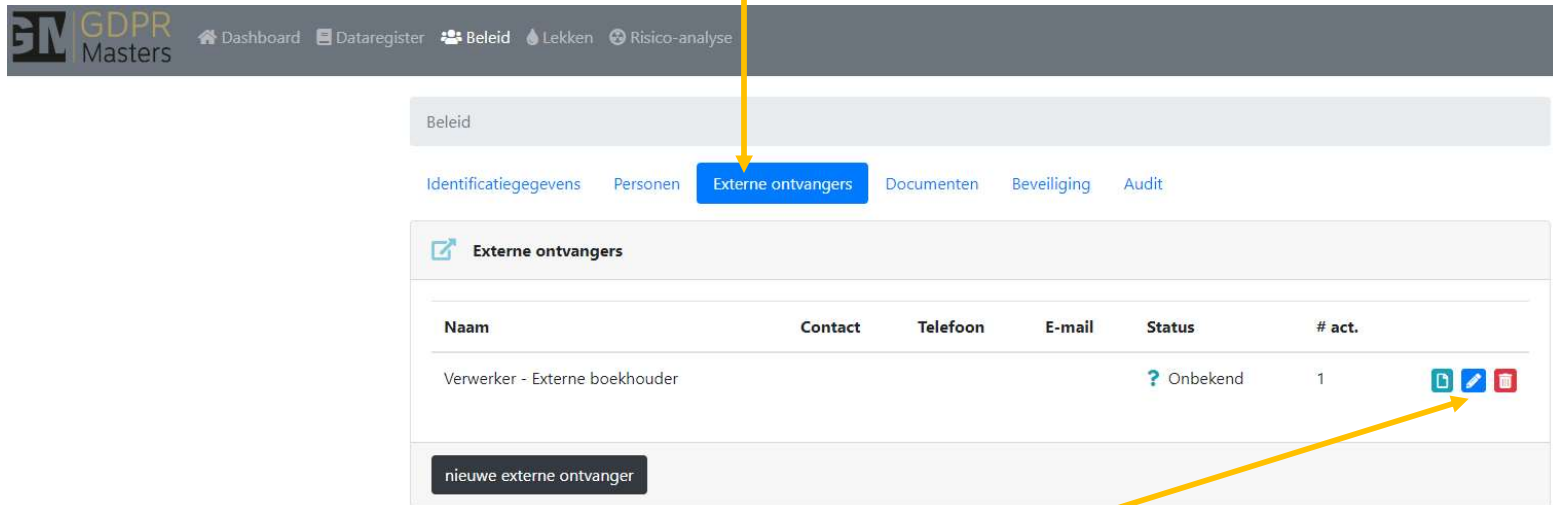 GM GDPR Masters Dashboard Dataregister Beleid Lekken Risico-analyse
Beleid
Identificatiegegevens Personen Externe ontvangers Documenten Beveiliging Audit
Externe ontvangers
Naam Contact Telefoon E-mail Status # act.
Verwerker - Externe boekhouder ? Onbekend 1
nieuwe externe ontvanger